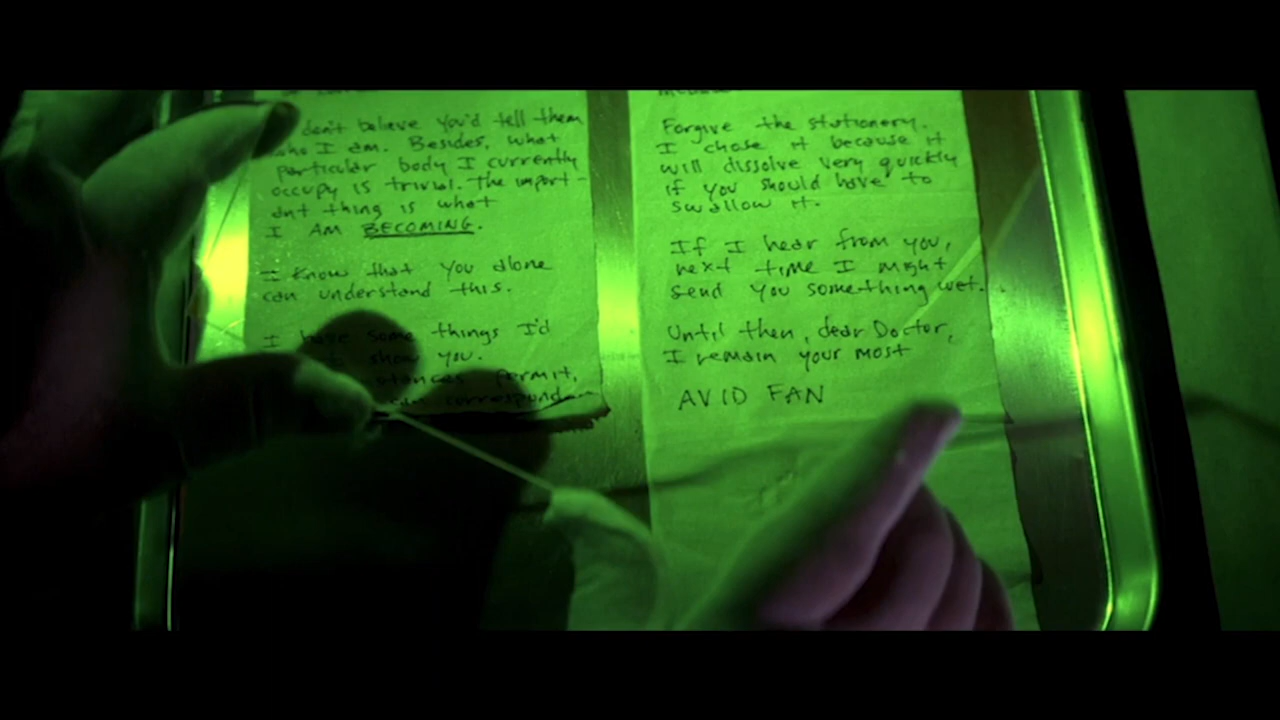 don't believe you'd tell them
who I am. Besides, what
particular body I currently
occupy is trivial. The import-
ant thing is what
I AM BECOMING.
I know that you alone
can understand this.
I have some things I'd
show you.
permit,
Forgive the stationery.
I chose it because it
will dissolve very quickly
if you should have to
swallow it.
If I hear from you,
next time I might
send you something wet.
Until then, dear Doctor,
I remain your most
AVID FAN